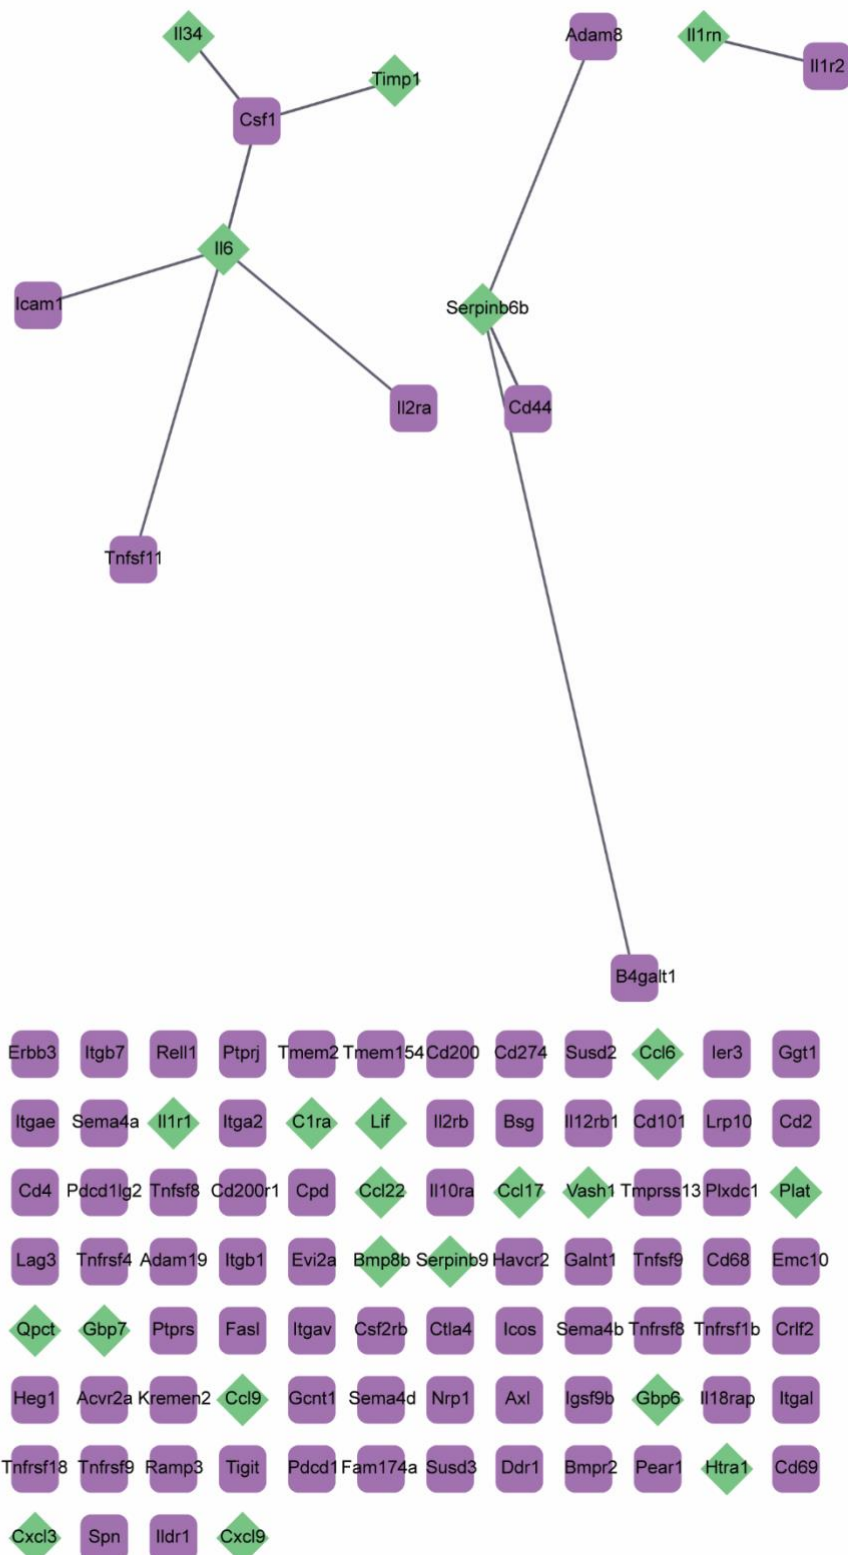 Il34
Adam8
Il1rn
Il1r2
Timp1
Csf1
Il6
Icam1
Serpinb6b
Il2ra
Cd44
Tnfsf11
B4galt1
Erbb3 Itgb7 Rell1 Ptprj Tmem2 Tmem154 Cd200 Cd274 Susd2 Ccl6 Ier3 Ggt1
Itgae Sema4a Il1r1 Itga2 C1ra Lif Il2rb Bsg Il12rb1 Cd101 Lrp10 Cd2
Cd4 Pdcd1lg2 Tnfsf8 Cd200r1 Cpd Ccl22 Il10ra Ccl17 Vash1 Tmprss13 Plxdc1 Plat
Lag3 Tnfrsf4 Adam19 Itgb1 Evi2a Bmp8b Serpinb9 Havcr2 Galnt1 Tnfsf9 Cd68 Emc10
Qpct Gbp7 Ptprs Fasl Itgav Csf2rb Ctla4 Icos Sema4b Tnfrsf8 Tnfrsf1b Crlf2
Heg1 Acvr2a Kremen2 Ccl9 Gcnt1 Sema4d Nrp1 Axl Igsf9b Gbp6 Il18rap Itgal
Tnfrsf18 Tnfrsf9 Ramp3 Tigit Pdcd1 Fam174a Susd3 Ddr1 Bmpr2 Pear1 Htra1 Cd69
Cxcl3 Spn Ildr1 Cxcl9